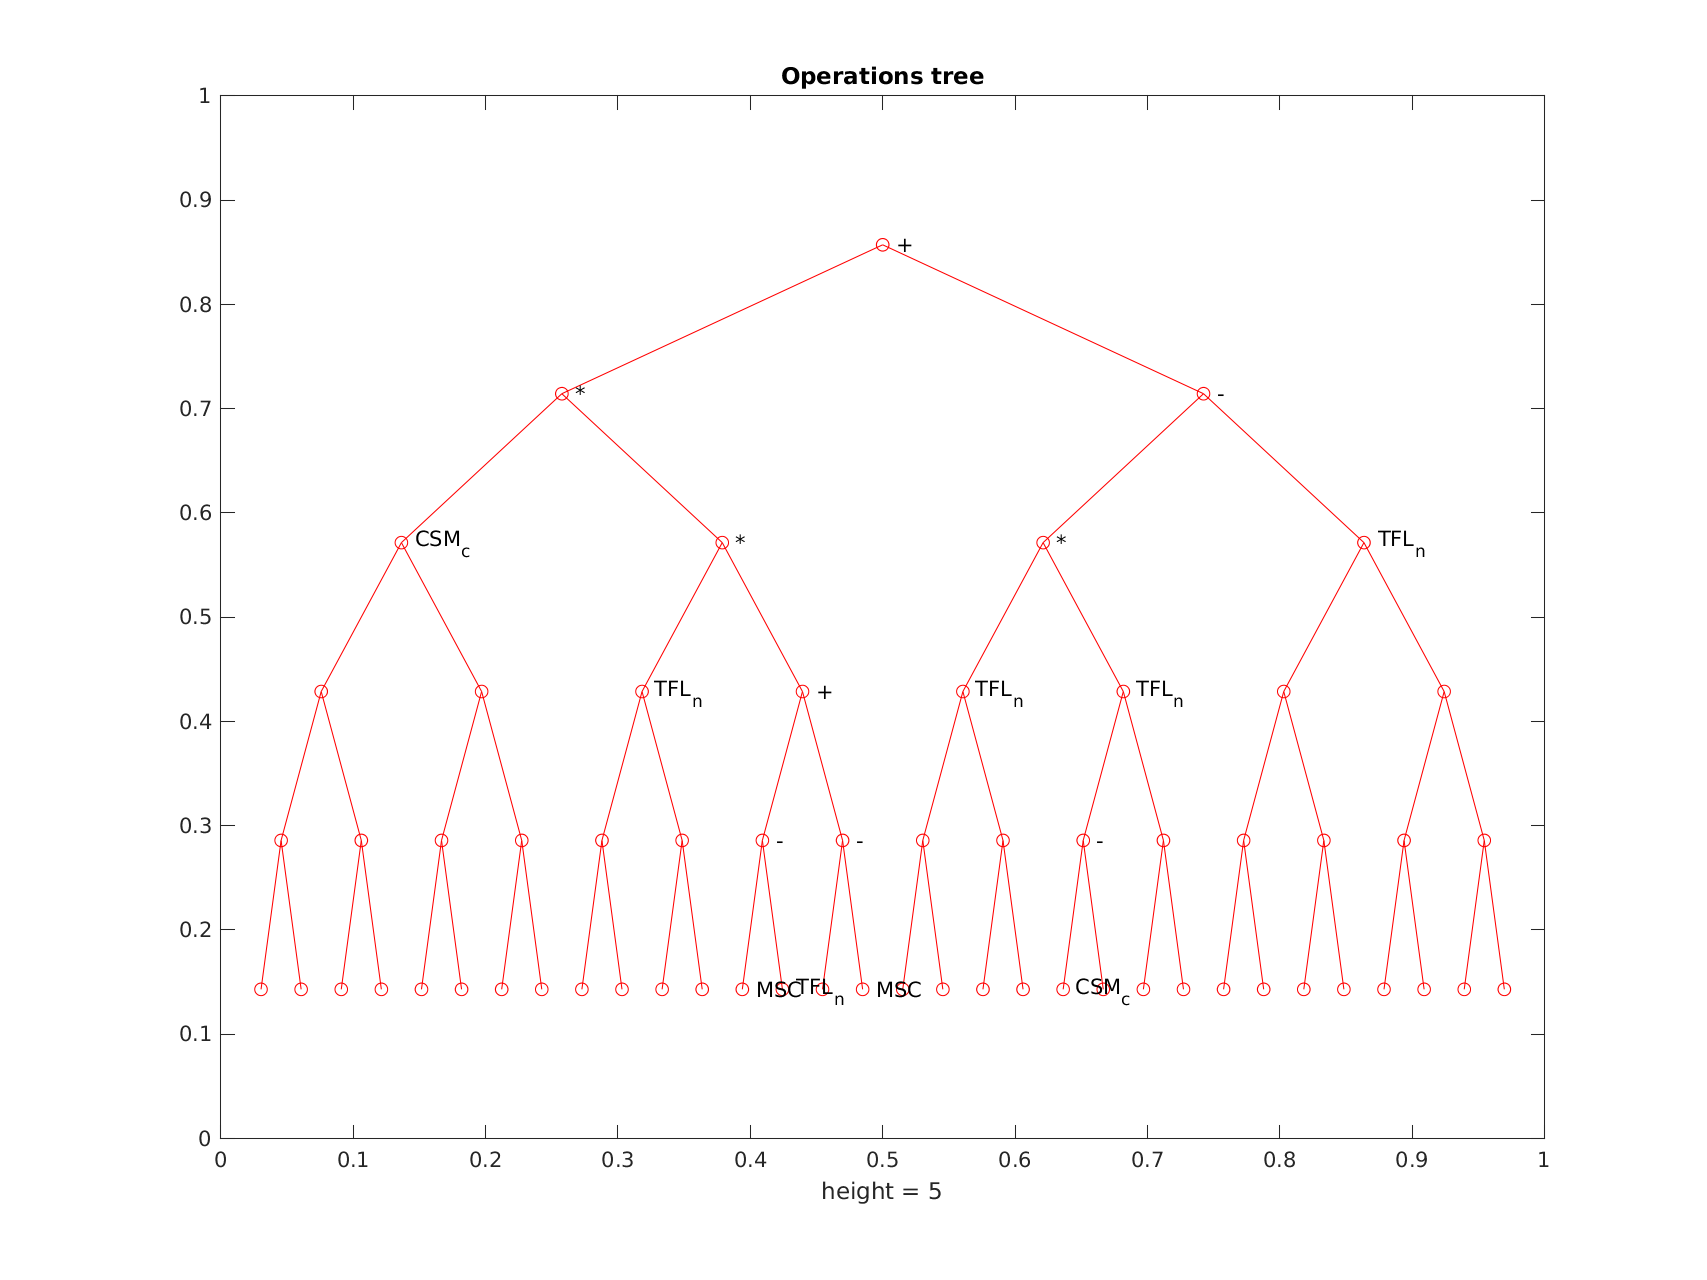 Operations tree
1
0.9
+
0.8
* -
0.7
0.6
CSMc * * TFLn
0.5
TFLn + TFLn TFLn
0.4
0.3
- - -
0.2
MSC TFLn MSC CSMc
0.1
0
0 0.1 0.2 0.3 0.4 0.5 0.6 0.7 0.8 0.9 1
height = 5